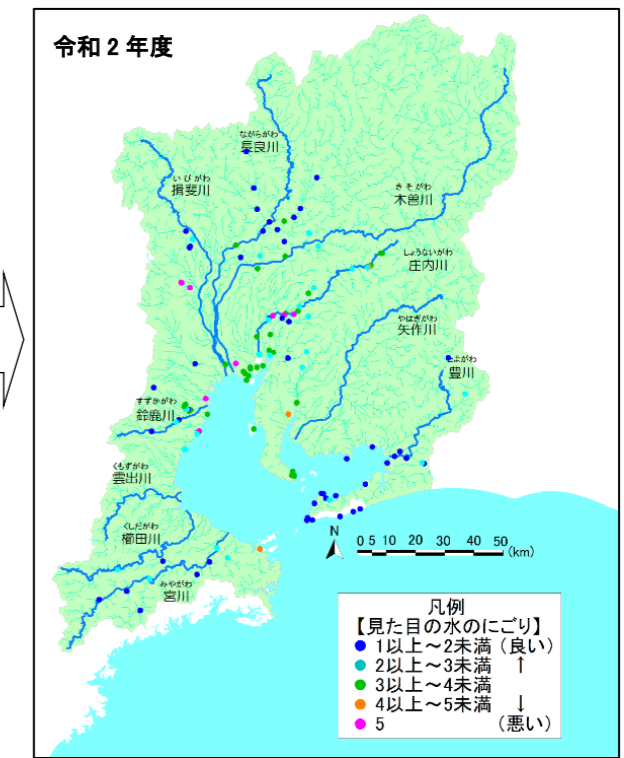 令和2年度
ながらがわ
長良川
いびがわ
揖斐川
きそがわ
木曽川
しょうないがわ
庄内川
やはぎがわ
矢作川
とよがわ
豊川
すずかがわ
鈴鹿川
くもずがわ
雲出川
くしだがわ
櫛田川
みやがわ
宮川
N
0 5 10 20 30 40 50
(km)
凡例
【見た目の水のにごり】
1以上～2未満 (良い)
2以上～3未満 ↑
3以上～4未満
4以上～5未満 ↓
5 (悪い)